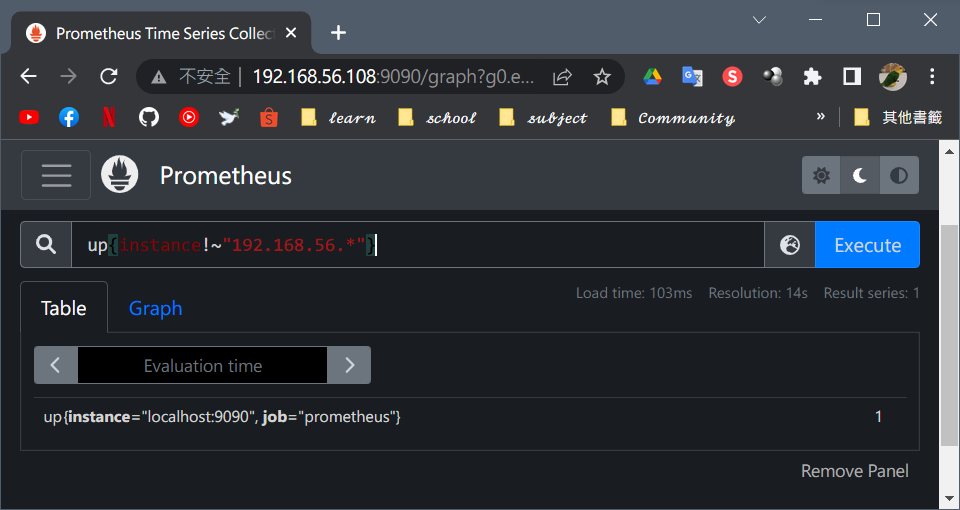 Prometheus Time Series Collec
不安全 | 192.168.56.108:9090/graph?g0.e...
learn school subject Community » 其他書籤
Prometheus
up{instance!~"192.168.56.*"} Execute
Load time: 103ms Resolution: 14s Result series: 1
Table Graph
Evaluation time
up{instance="localhost:9090", job="prometheus"} 1
Remove Panel